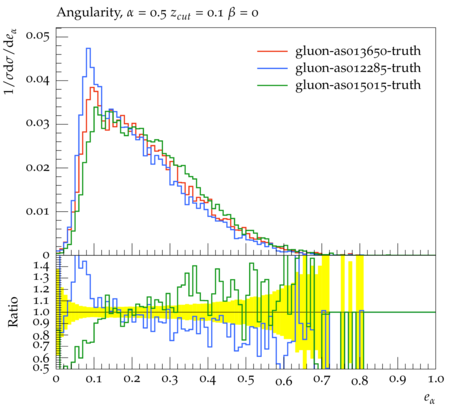 Angularity, α = 0.5 z_cut = 0.1 β = 0
1/σdσ/de_α
0.05
0.04
0.03
0.02
0.01
0
gluon-as013650-truth
gluon-as012285-truth
gluon-as015015-truth
Ratio
1.4
1.3
1.2
1.1
1.0
0.9
0.8
0.7
0.6
0.5
0 0.1 0.2 0.3 0.4 0.5 0.6 0.7 0.8 0.9 1.0
e_α